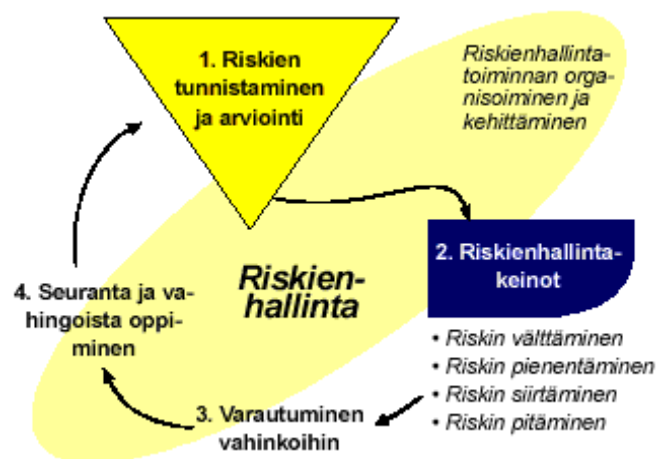 1. Riskien
tunnistaminen
ja arviointi
Riskienhallinta-
toiminnan orga-
nisoiminen ja
kehittäminen
2. Riskienhallinta-
keinot
• Riskin välttäminen
• Riskin pienentäminen
• Riskin siirtäminen
• Riskin pitäminen
3. Varautuminen
vahinkoihin
4. Seuranta ja va-
hingoista oppi-
minen
Riskien-
hallinta